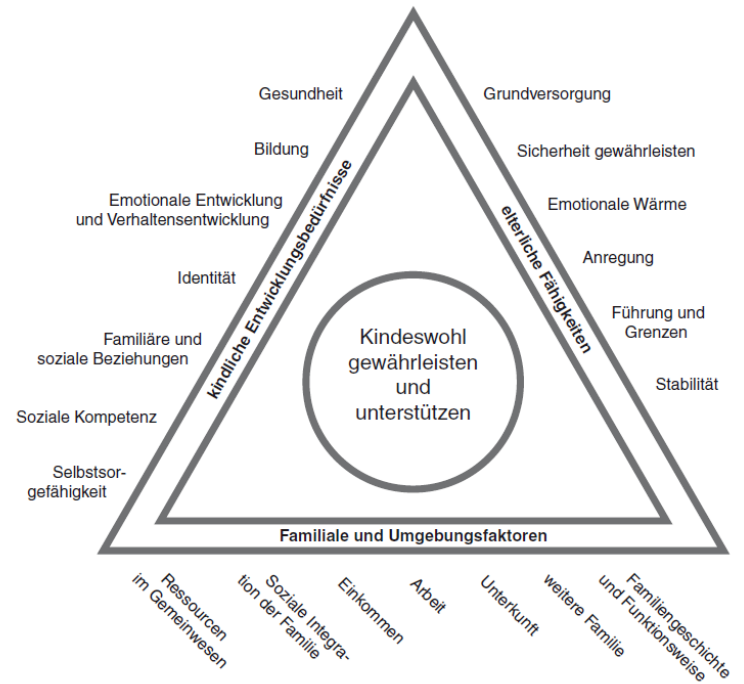 Gesundheit
Bildung
Emotionale Entwicklung
und Verhaltensentwicklung
Identität
Familiäre und
soziale Beziehungen
Soziale Kompetenz
Selbstsor-
gefähigkeit
kindliche Entwicklungsbedürfnisse
Grundversorgung
Sicherheit gewährleisten
Emotionale Wärme
Anregung
Führung und
Grenzen
Stabilität
elterliche Fähigkeiten
Kindeswohl
gewährleisten
und
unterstützen
Familiale und Umgebungsfaktoren
Ressourcen
im Gemeinwesen
Soziale Integra-
tion der Familie
Einkommen
Arbeit
Unterkunft
weitere Familie
Familiengeschichte
und Funktionsweise